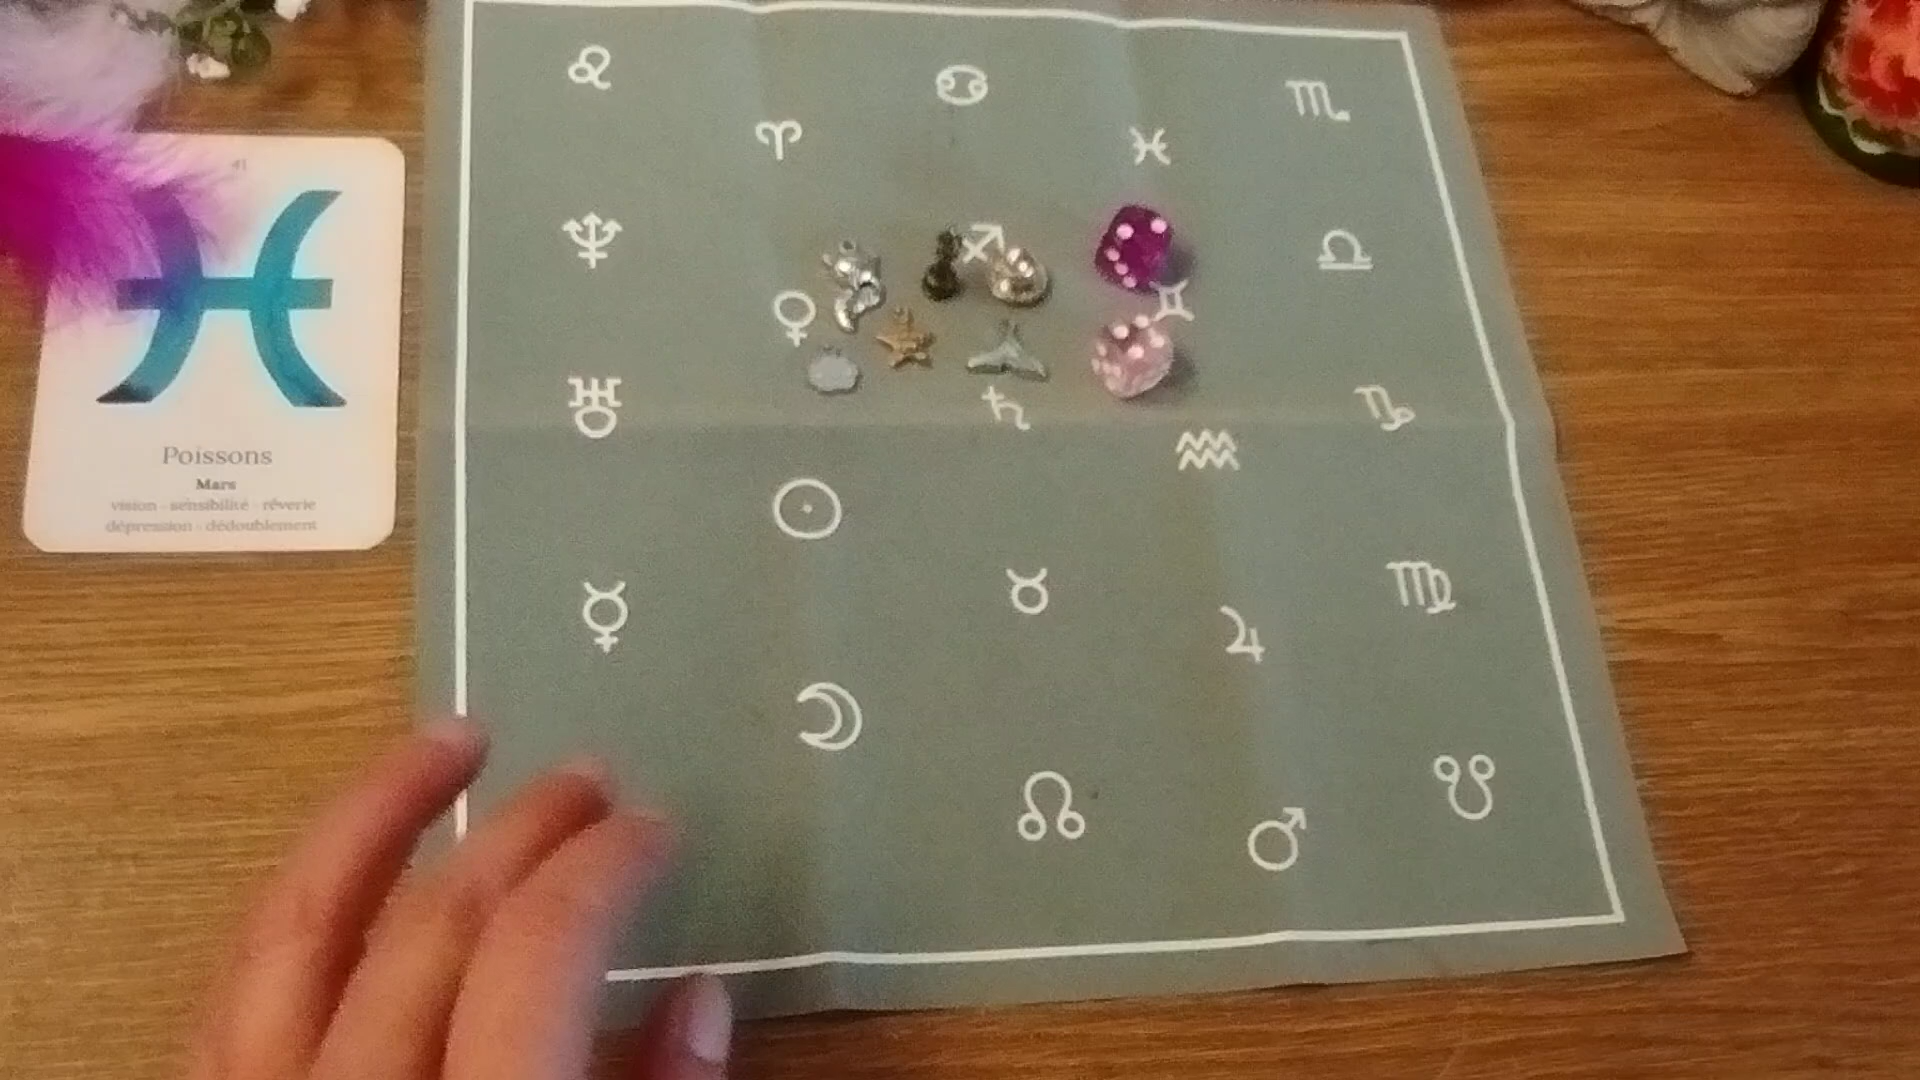 41
Poissons
Mars
vision - sensibilité - rêverie
dépression - dédoublement